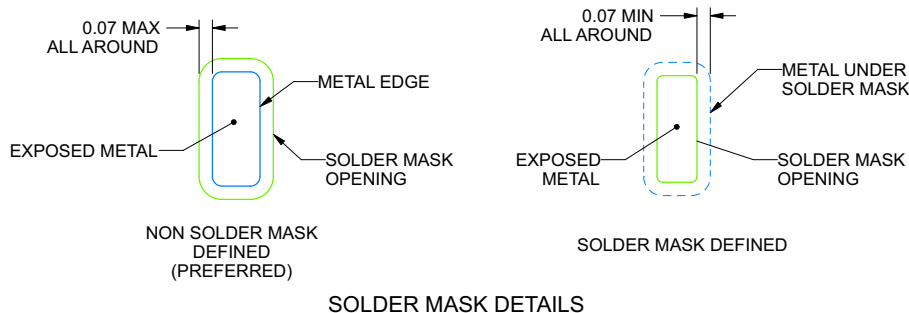 0.07 MAX
ALL AROUND
METAL EDGE
EXPOSED METAL
SOLDER MASK
OPENING
NON SOLDER MASK
DEFINED
(PREFERRED)
0.07 MIN
ALL AROUND
METAL UNDER
SOLDER MASK
EXPOSED
METAL
SOLDER MASK
OPENING
SOLDER MASK DEFINED
SOLDER MASK DETAILS